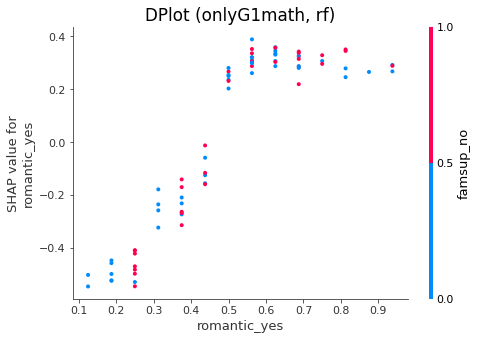 DPlot (onlyG1math, rf)
0.4
0.2
0.0
−0.2
−0.4
SHAP value for
romantic_yes
0.1 0.2 0.3 0.4 0.5 0.6 0.7 0.8 0.9
romantic_yes
1.0
0.5
0.0
famsup_no